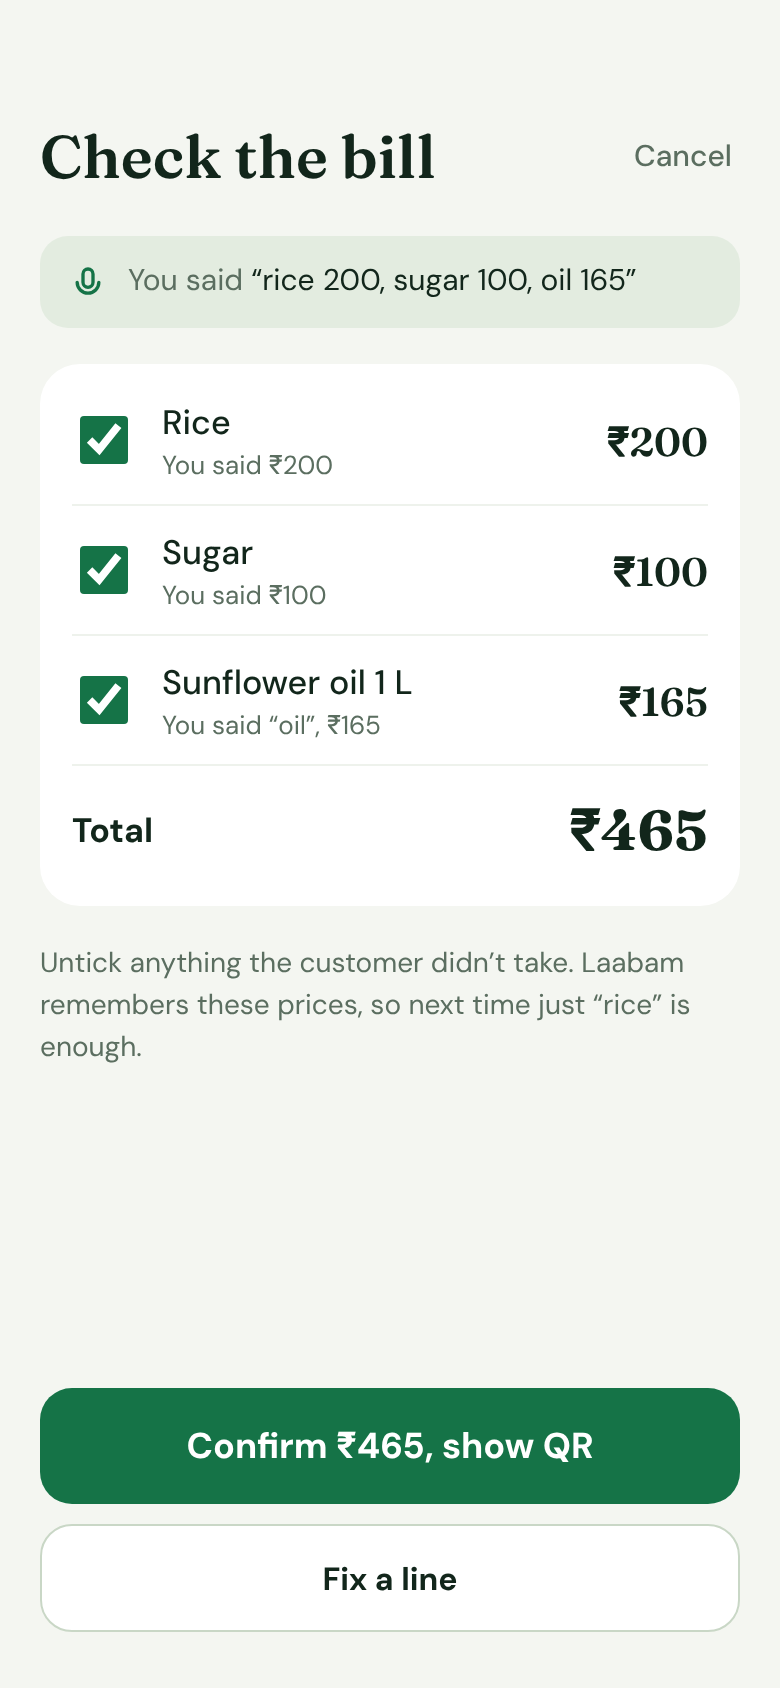 Check the bill
Cancel
You said “rice 200, sugar 100, oil 165”
Rice
You said ₹200
₹200
Sugar
You said ₹100
₹100
Sunflower oil 1 L
You said “oil”, ₹165
₹165
Total
₹465
Untick anything the customer didn’t take. Laabam
remembers these prices, so next time just “rice” is
enough.
Confirm ₹465, show QR
Fix a line